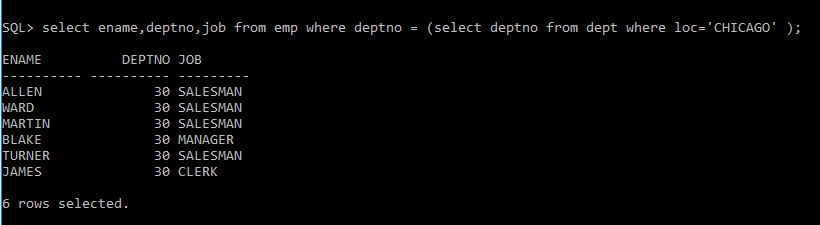 SQL> select ename,deptno,job from emp where deptno = (select deptno from dept where loc='CHICAGO' );
ENAME          DEPTNO JOB
---------- ---------- ---------
ALLEN              30 SALESMAN
WARD               30 SALESMAN
MARTIN             30 SALESMAN
BLAKE              30 MANAGER
TURNER             30 SALESMAN
JAMES              30 CLERK
6 rows selected.